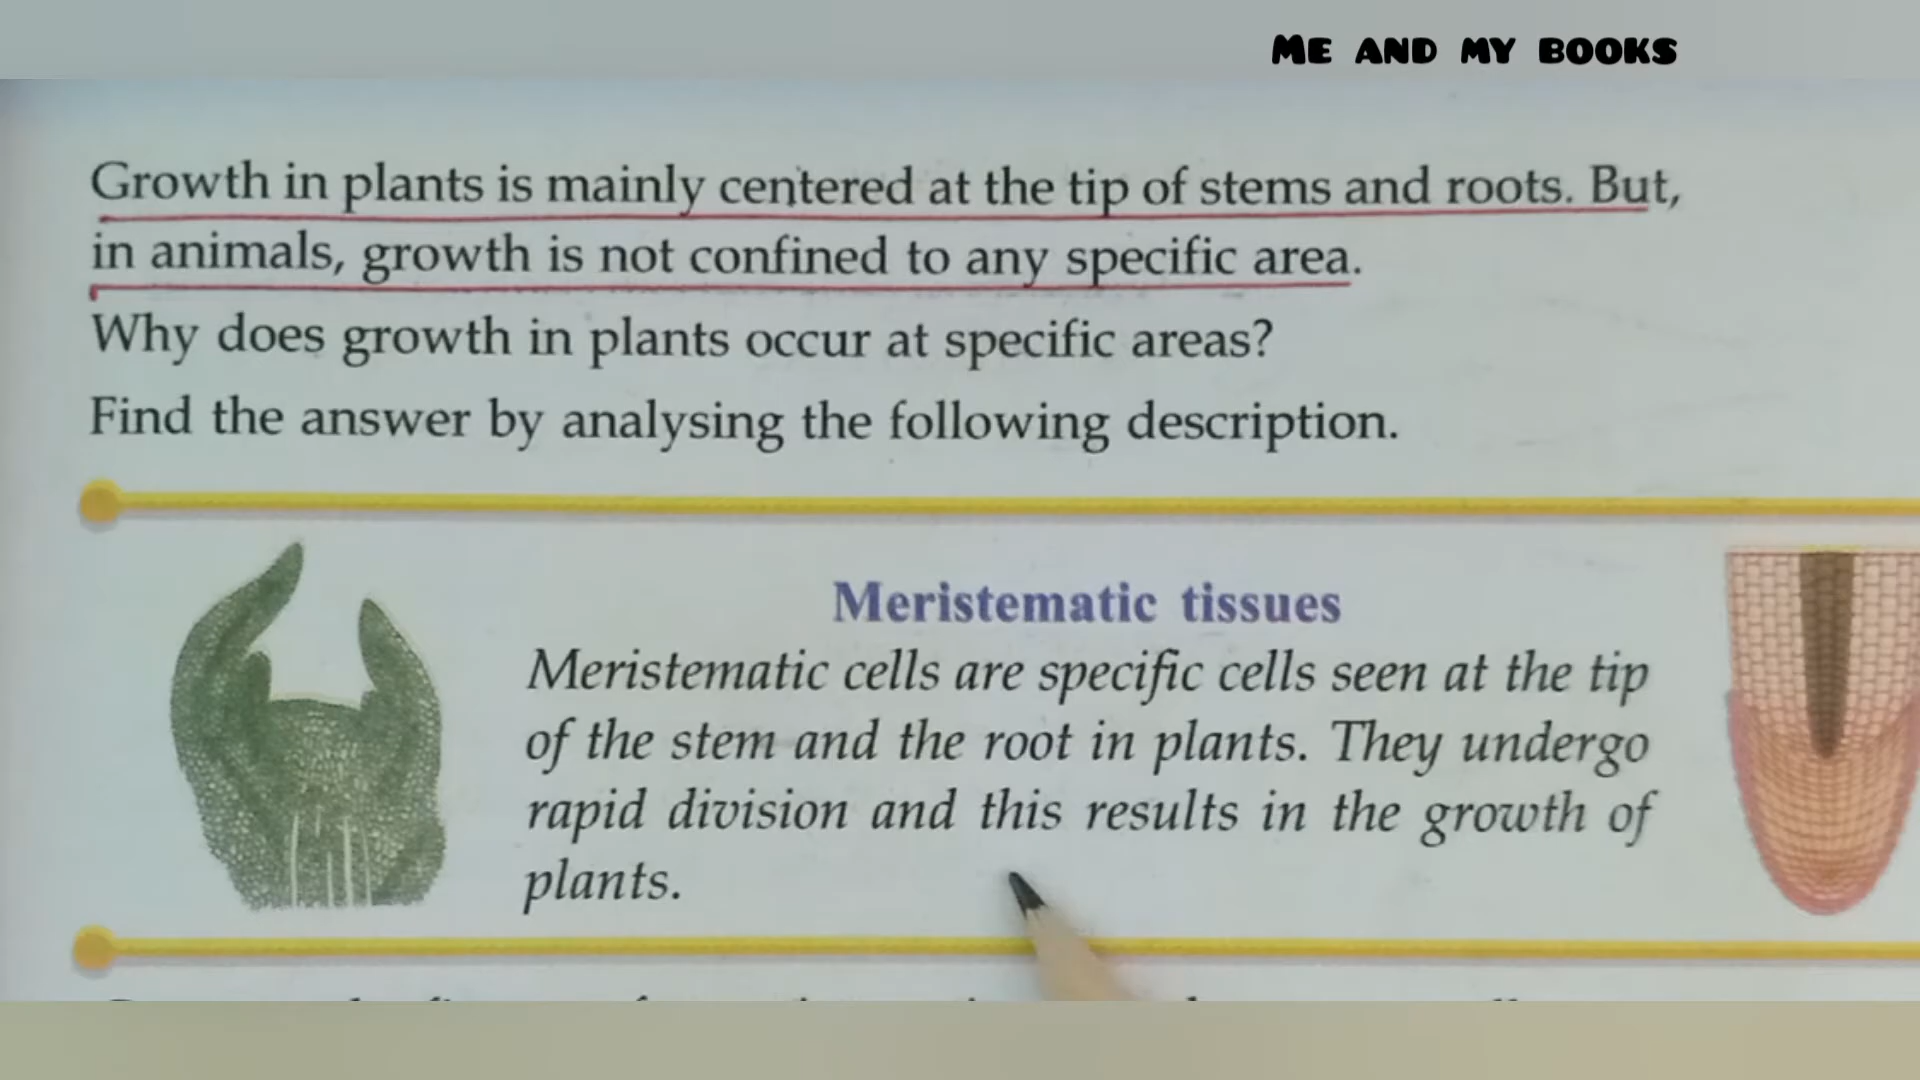 ME AND MY BOOKS
Growth in plants is mainly centered at the tip of stems and roots. But,
in animals, growth is not confined to any specific area.
Why does growth in plants occur at specific areas?
Find the answer by analysing the following description.
Meristematic tissues
Meristematic cells are specific cells seen at the tip
of the stem and the root in plants. They undergo
rapid division and this results in the growth of
plants.